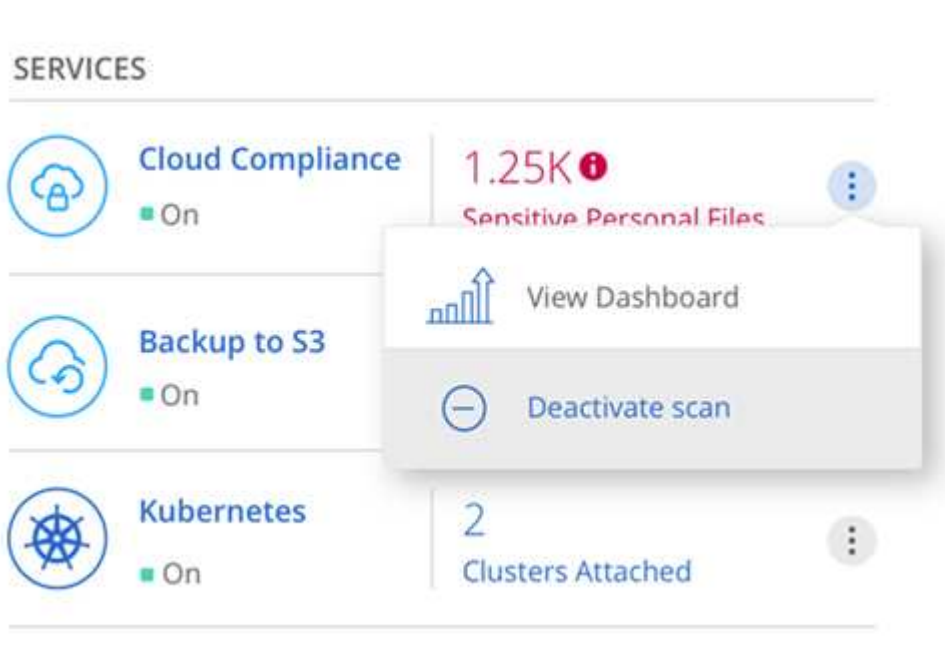 SERVICES
Cloud Compliance
On
1.25K
Sensitive Personal Files
View Dashboard
Deactivate scan
Backup to S3
On
Kubernetes
On
2
Clusters Attached